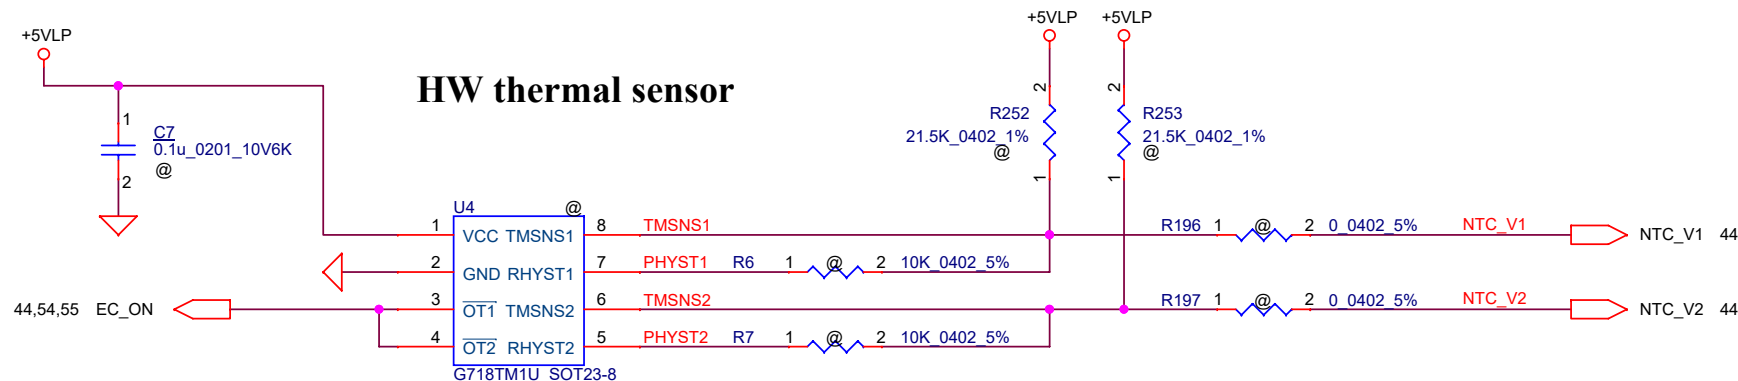 +5VLP
+5VLP
+5VLP
HW thermal sensor
1
C7
0.1u_0201_10V6K
@
2
2
R252
21.5K_0402_1%
@
1
2
R253
21.5K_0402_1%
@
1
U4
@
1
VCC
TMSNS1
8
TMSNS1
R196
1
@
2
0_0402_5%
NTC_V1
NTC_V1
44
2
GND
RHYST1
7
PHYST1
R6
1
@
2
10K_0402_5%
44,54,55
EC_ON
3
OT1
TMSNS2
6
TMSNS2
R197
1
@
2
0_0402_5%
NTC_V2
NTC_V2
44
4
OT2
RHYST2
5
PHYST2
R7
1
@
2
10K_0402_5%
G718TM1U_SOT23-8